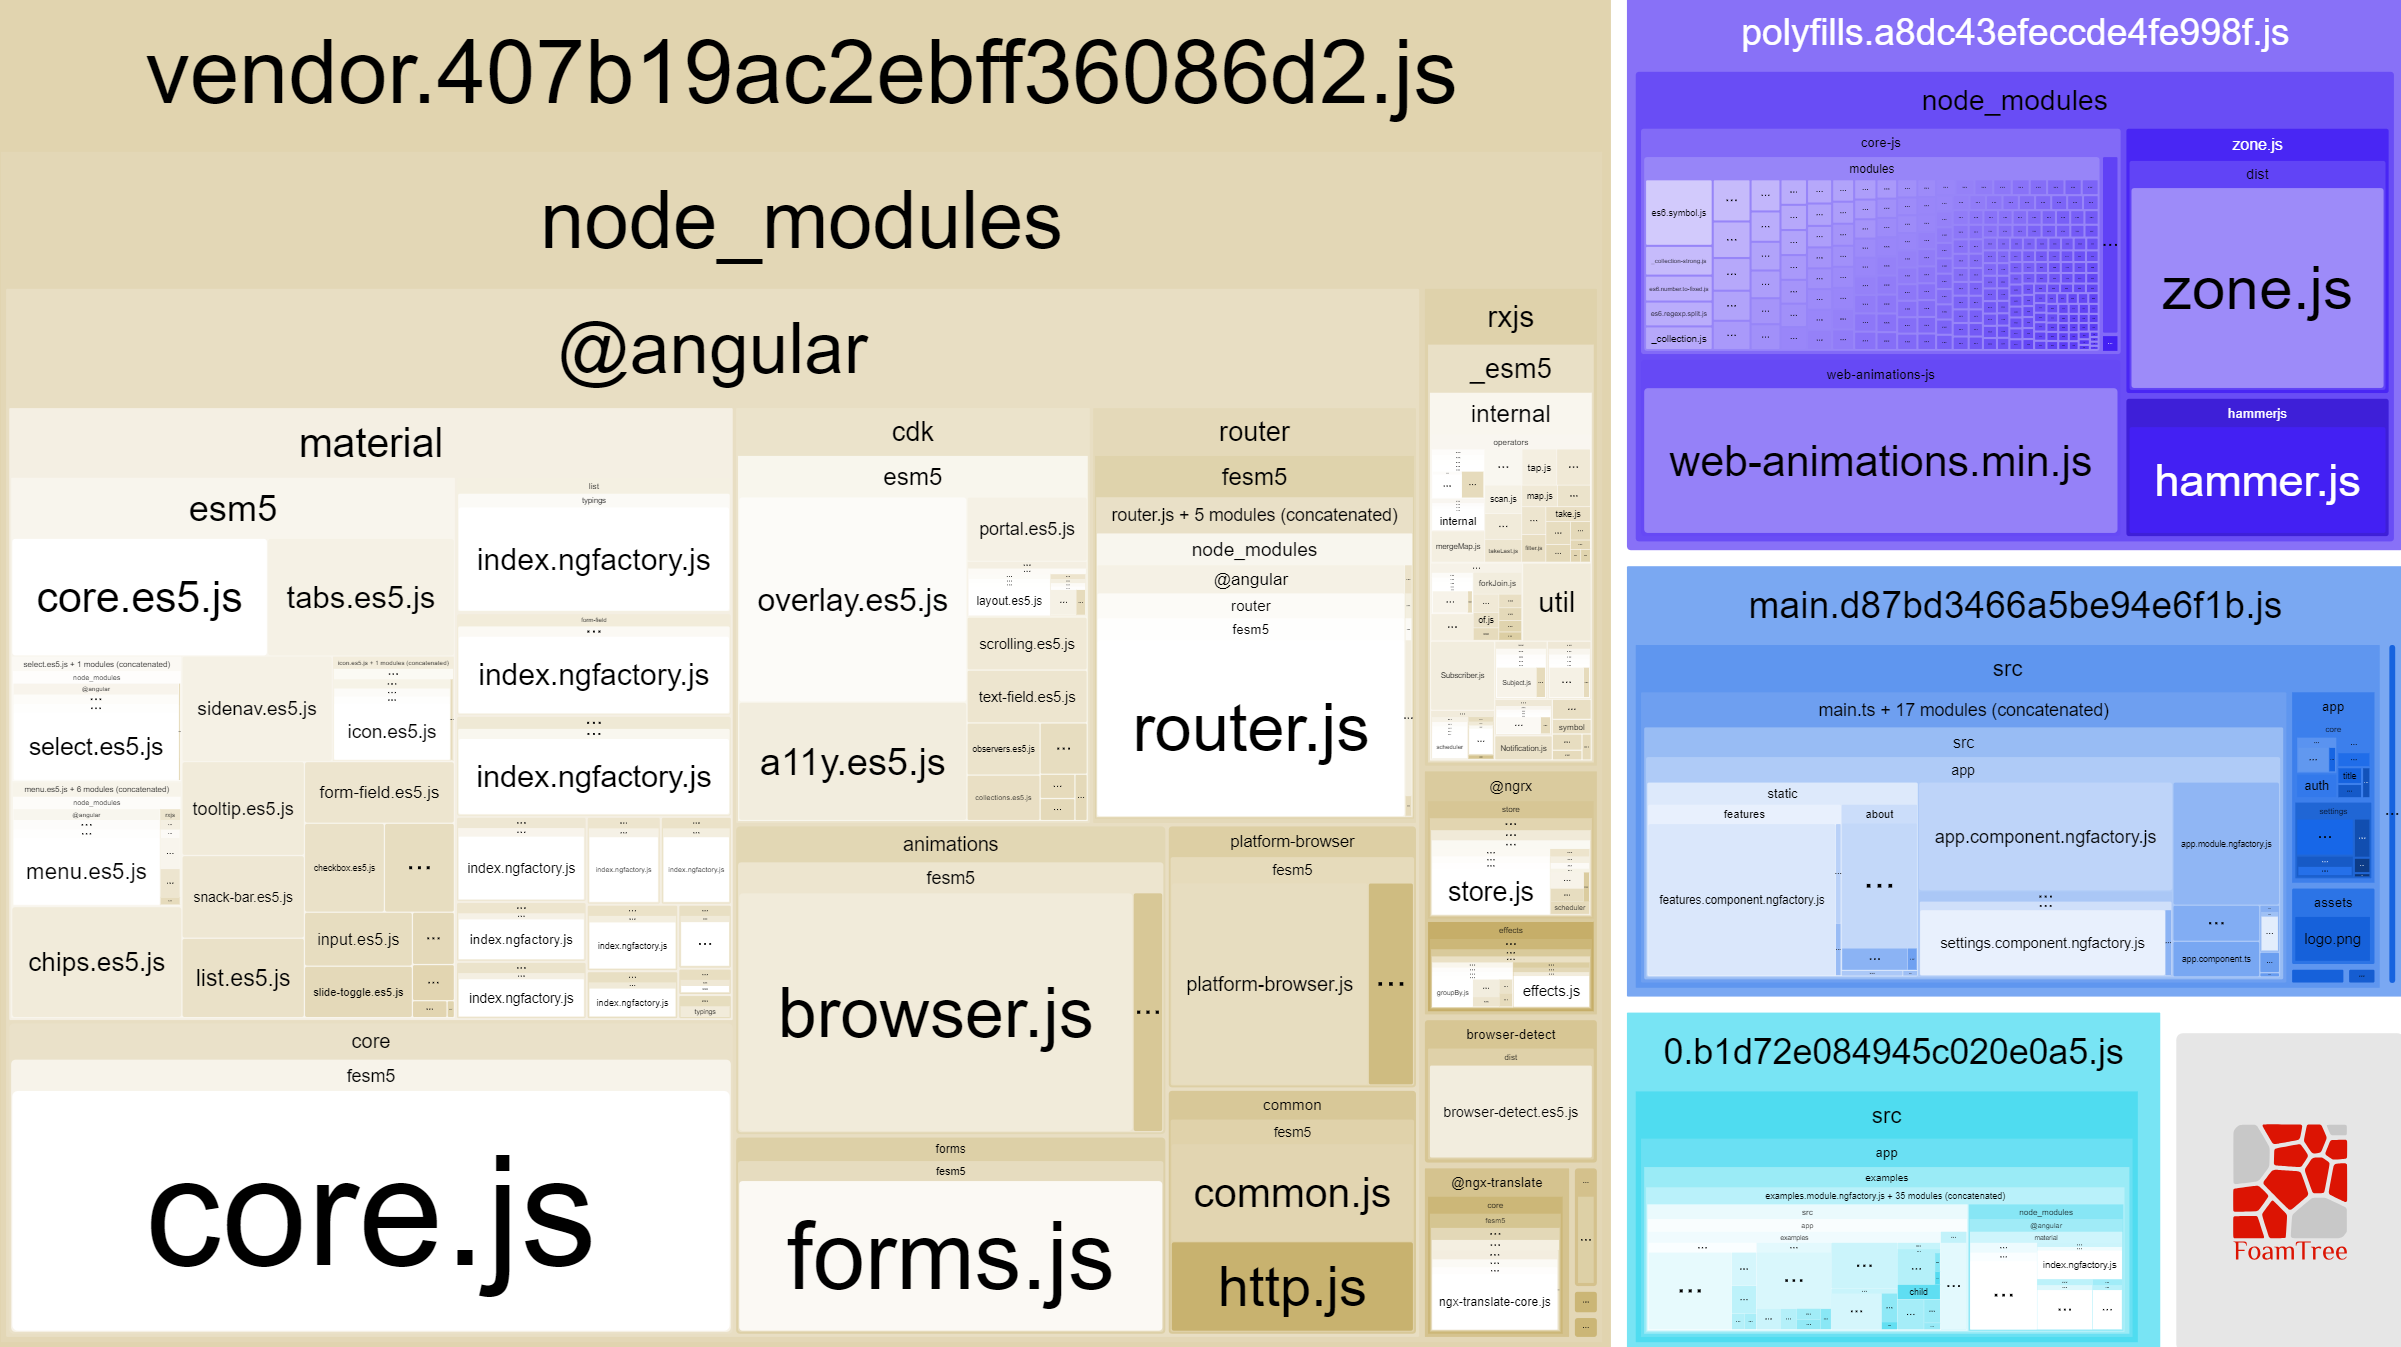 vendor.407b19ac2ebff36086d2.js
node_modules
@angular
material
esm5
core.es5.js
tabs.es5.js
select.es5.js + 1 modules (concatenated)
node_modules
@angular
...
...
select.es5.js
sidenav.es5.js
icon.es5.js + 1 modules (concatenated)
...
...
...
icon.es5.js
menu.es5.js + 6 modules (concatenated)
node_modules
@angular
rxjs
...
...
menu.es5.js
tooltip.es5.js
form-field.es5.js
checkbox.es5.js
...
snack-bar.es5.js
chips.es5.js
list.es5.js
input.es5.js
...
slide-toggle.es5.js
...
...
list
typings
index.ngfactory.js
form-field
...
index.ngfactory.js
...
...
index.ngfactory.js
index.ngfactory.js
index.ngfactory.js
index.ngfactory.js
index.ngfactory.js
index.ngfactory.js
...
index.ngfactory.js
index.ngfactory.js
typings
core
fesm5
core.js
cdk
esm5
overlay.es5.js
portal.es5.js
layout.es5.js
scrolling.es5.js
text-field.es5.js
a11y.es5.js
observers.es5.js
...
collections.es5.js
router
fesm5
router.js + 5 modules (concatenated)
node_modules
@angular
router
fesm5
router.js
...
animations
fesm5
browser.js
...
forms
fesm5
forms.js
platform-browser
fesm5
platform-browser.js
...
common
fesm5
common.js
http.js
rxjs
_esm5
internal
operators
...
tap.js
...
scan.js
map.js
...
internal
take.js
mergeMap.js
takeLast.js
filter.js
forkJoin.js
util
of.js
Subscriber.js
Subject.js
symbol
scheduler
Notification.js
@ngrx
store
...
...
store.js
scheduler
effects
...
groupBy.js
effects.js
browser-detect
dist
browser-detect.es5.js
@ngx-translate
core
fesm5
...
ngx-translate-core.js
...
polyfills.a8dc43efeccde4fe998f.js
node_modules
core-js
modules
es6.symbol.js
_collection-strong.js
es6.number.to-fixed.js
es6.regexp.split.js
_collection.js
...
zone.js
dist
zone.js
web-animations-js
web-animations.min.js
hammerjs
hammer.js
main.d87bd3466a5be94e6f1b.js
src
main.ts + 17 modules (concatenated)
src
app
static
features
about
features.component.ngfactory.js
...
app.component.ngfactory.js
app.module.ngfactory.js
...
settings.component.ngfactory.js
...
app.component.ts
app
core
auth
title
settings
...
assets
logo.png
...
0.b1d72e084945c020e0a5.js
src
app
examples
examples.module.ngfactory.js + 35 modules (concatenated)
src
app
examples
...
child
node_modules
@angular
material
...
index.ngfactory.js
...
FoamTree